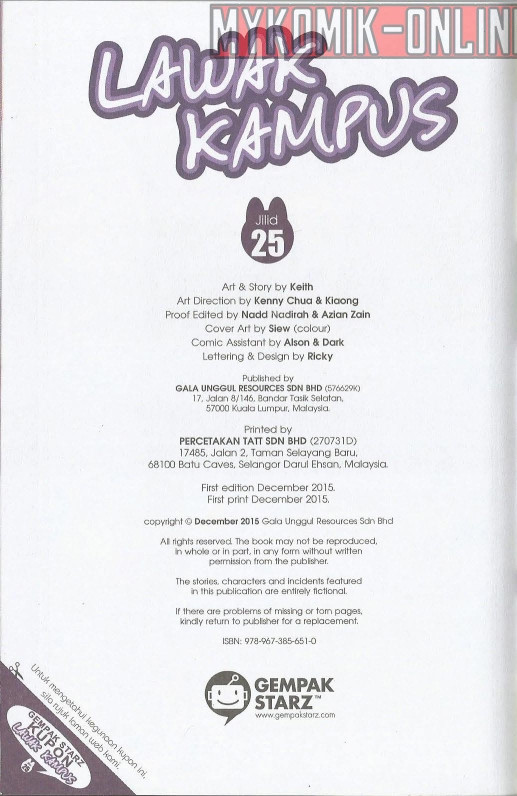 MYKOMIK-ONLINE
LAWAK
KAMPUS
Jilid
25
Art & Story by Keith
Art Direction by Kenny Chua & Kiaong
Proof Edited by Nadd Nadirah & Azian Zain
Cover Art by Siew (colour)
Comic Assistant by Alson & Dark
Lettering & Design by Ricky
Published by
GALA UNGGUL RESOURCES SDN BHD (576629K)
17, Jalan 8/146, Bandar Tasik Selatan,
57000 Kuala Lumpur, Malaysia.
Printed by
PERCETAKAN TATT SDN BHD (270731D)
17485, Jalan 2, Taman Selayang Baru,
68100 Batu Caves, Selangor Darul Ehsan, Malaysia.
First edition December 2015.
First print December 2015.
copyright © December 2015 Gala Unggul Resources Sdn Bhd
All rights reserved. The book may not be reproduced,
in whole or in part, in any form without written
permission from the publisher.
The stories, characters and incidents featured
in this publication are entirely fictional.
If there are problems of missing or torn pages,
kindly return to publisher for a replacement.
ISBN: 978-967-385-651-0
GEMPAK
STARZ™
www.gempakstarz.com
Untuk mengetahui kegunaan kupon ini,
sila rujuk laman web kami.
GEMPAK STARZ
KUPON
LAWAK KAMPUS
25